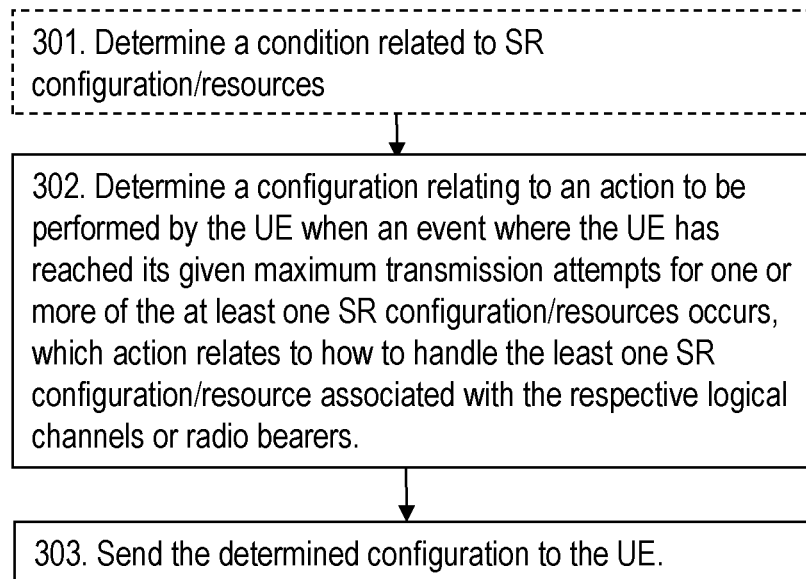 301. Determine a condition related to SR
configuration/resources
302. Determine a configuration relating to an action to be
performed by the UE when an event where the UE has
reached its given maximum transmission attempts for one or
more of the at least one SR configuration/resources occurs,
which action relates to how to handle the least one SR
configuration/resource associated with the respective logical
channels or radio bearers.
303. Send the determined configuration to the UE.